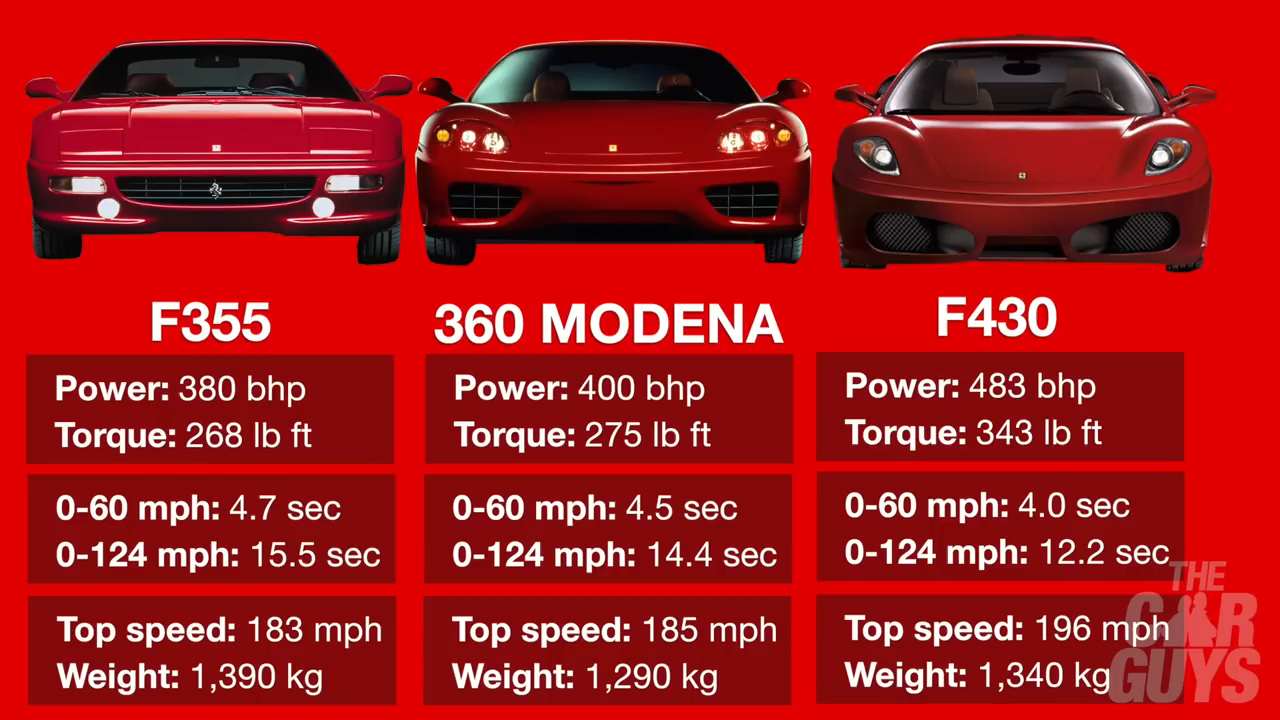 F355
Power: 380 bhp
Torque: 268 lb ft
0-60 mph: 4.7 sec
0-124 mph: 15.5 sec
Top speed: 183 mph
Weight: 1,390 kg
360 MODENA
Power: 400 bhp
Torque: 275 lb ft
0-60 mph: 4.5 sec
0-124 mph: 14.4 sec
Top speed: 185 mph
Weight: 1,290 kg
F430
Power: 483 bhp
Torque: 343 lb ft
0-60 mph: 4.0 sec
0-124 mph: 12.2 sec
Top speed: 196 mph
Weight: 1,340 kg
THE
CAR
GUYS